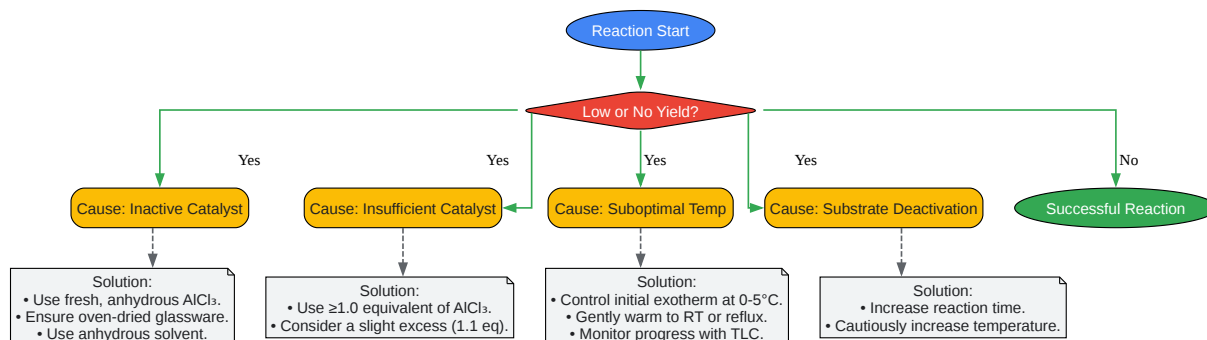 Reaction Start
Low or No Yield?
Yes
Yes
Yes
Yes
No
Cause: Inactive Catalyst
Cause: Insufficient Catalyst
Cause: Suboptimal Temp
Cause: Substrate Deactivation
Successful Reaction
Solution:
• Use fresh, anhydrous AlCl₃.
• Ensure oven-dried glassware.
• Use anhydrous solvent.
Solution:
• Use ≥1.0 equivalent of AlCl₃.
• Consider a slight excess (1.1 eq).
Solution:
• Control initial exotherm at 0-5°C.
• Gently warm to RT or reflux.
• Monitor progress with TLC.
Solution:
• Increase reaction time.
• Cautiously increase temperature.